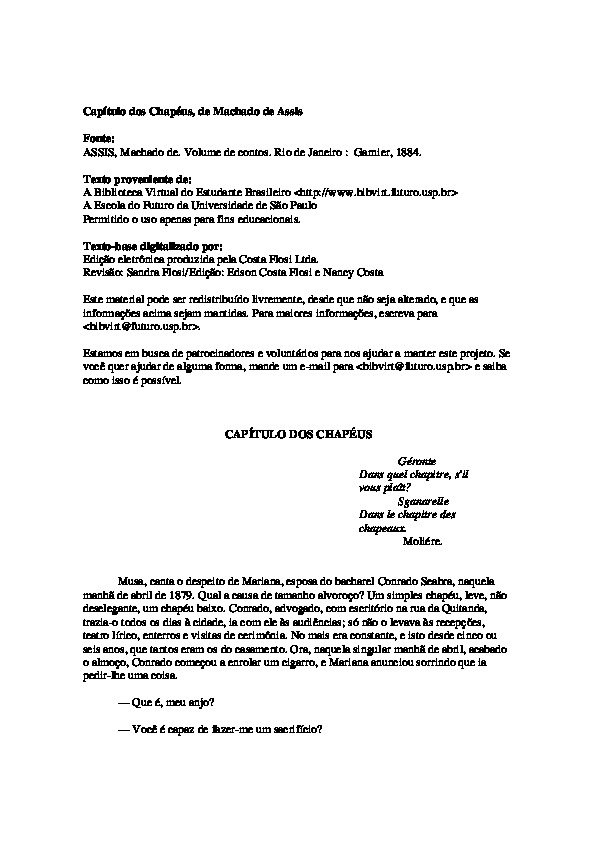 Capítulo dos Chapéus, de Machado de Assis
Fonte:
ASSIS, Machado de. Volume de contos. Rio de Janeiro : Garnier, 1884.
Texto proveniente de:
A Biblioteca Virtual do Estudante Brasileiro <http://www.bibvirt.futuro.usp.br>
A Escola do Futuro da Universidade de São Paulo
Permitido o uso apenas para fins educacionais.
Texto-base digitalizado por:
Edição eletrônica produzida pela Costa Flosi Ltda.
Revisão: Sandra Flosi/Edição: Edson Costa Flosi e Nancy Costa
Este material pode ser redistribuído livremente, desde que não seja alterado, e que as
informações acima sejam mantidas. Para maiores informações, escreva para
<bibvirt@futuro.usp.br>.
Estamos em busca de patrocinadores e voluntários para nos ajudar a manter este projeto. Se
você quer ajudar de alguma forma, mande um e-mail para <bibvirt@futuro.usp.br> e saiba
como isso é possível.
CAPÍTULO DOS CHAPÉUS
Géronte
Dans quel chapitre, s'il
vous plaît?
Sganarelle
Dans le chapitre des
chapeaux.
Molière.
Musa, canta o despeito de Mariana, esposa do bacharel Conrado Seabra, naquela
manhã de abril de 1879. Qual a causa de tamanho alvoroço? Um simples chapéu, leve, não
deselegante, um chapéu baixo. Conrado, advogado, com escritório na rua da Quitanda,
trazia-o todos os dias à cidade, ia com ele às audiências; só não o levava às recepções,
teatro lírico, enterros e visitas de cerimônia. No mais era constante, e isto desde cinco ou
seis anos, que tantos eram os do casamento. Ora, naquela singular manhã de abril, acabado
o almoço, Conrado começou a enrolar um cigarro, e Mariana anunciou sorrindo que ia
pedir-lhe uma coisa.
— Que é, meu anjo?
— Você é capaz de fazer-me um sacrifício?